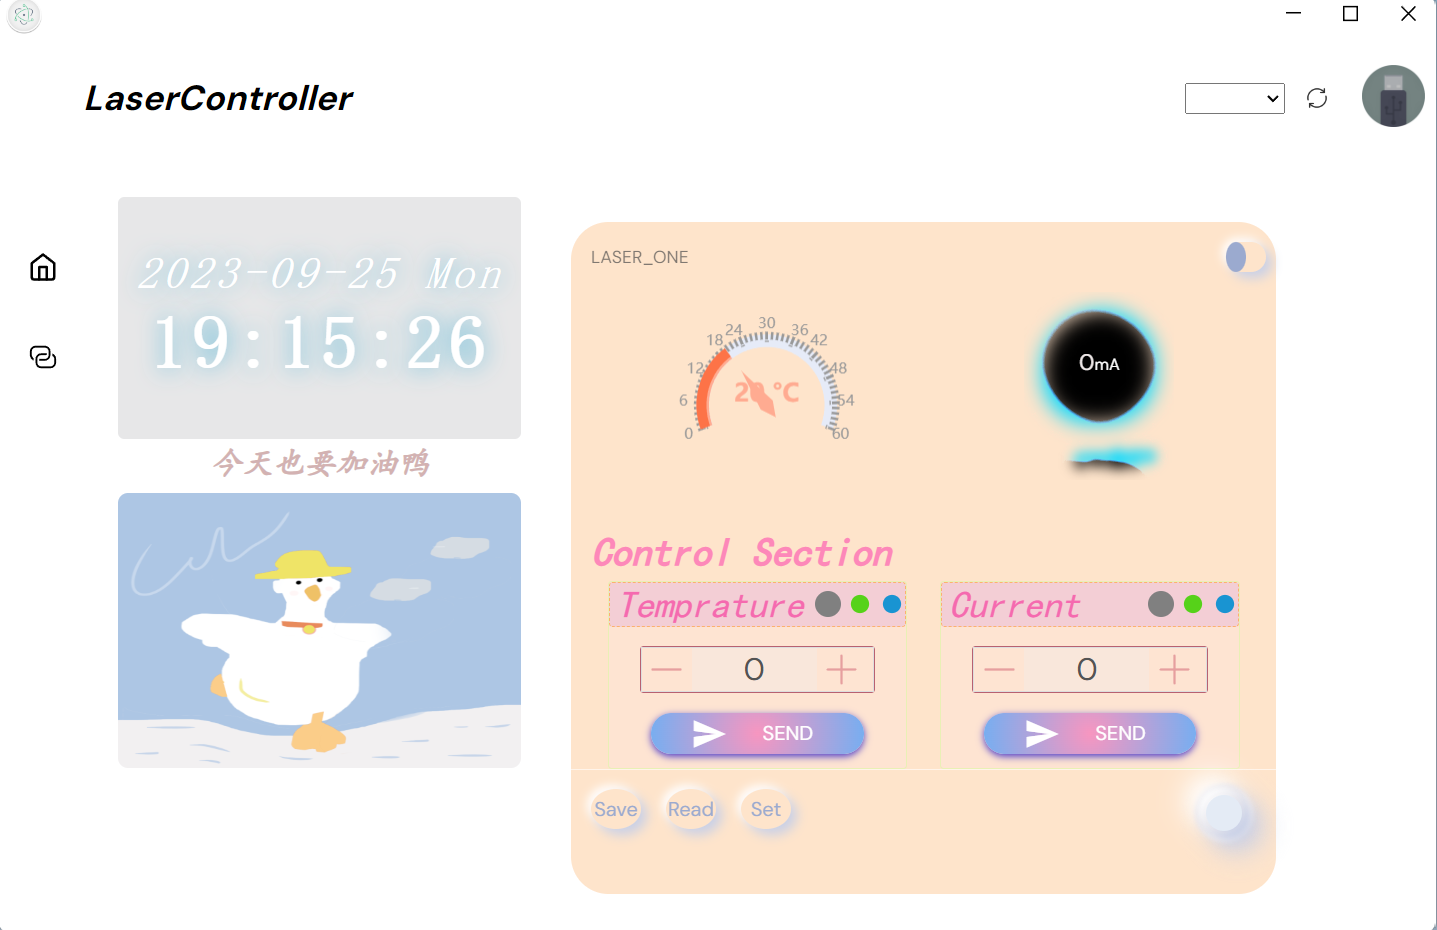 LaserController
2023-09-25 Mon
19:15:26
今天也要加油鸭
LASER_ONE
0
6
12
18
24
30
36
42
48
54
60
°C
0mA
Control Section
Temprature
Current
0
0
SEND
SEND
Save
Read
Set